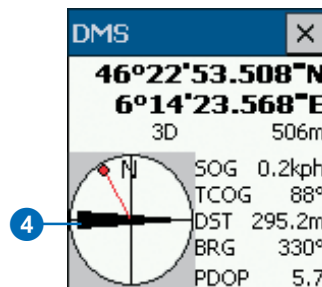 DMS
46°22'53.508"N
6°14'23.568"E
3D 506m
N
SOG 0.2kph
TCOG 88°
4
DST 295.2m
BRG 330°
PDOP 5.7